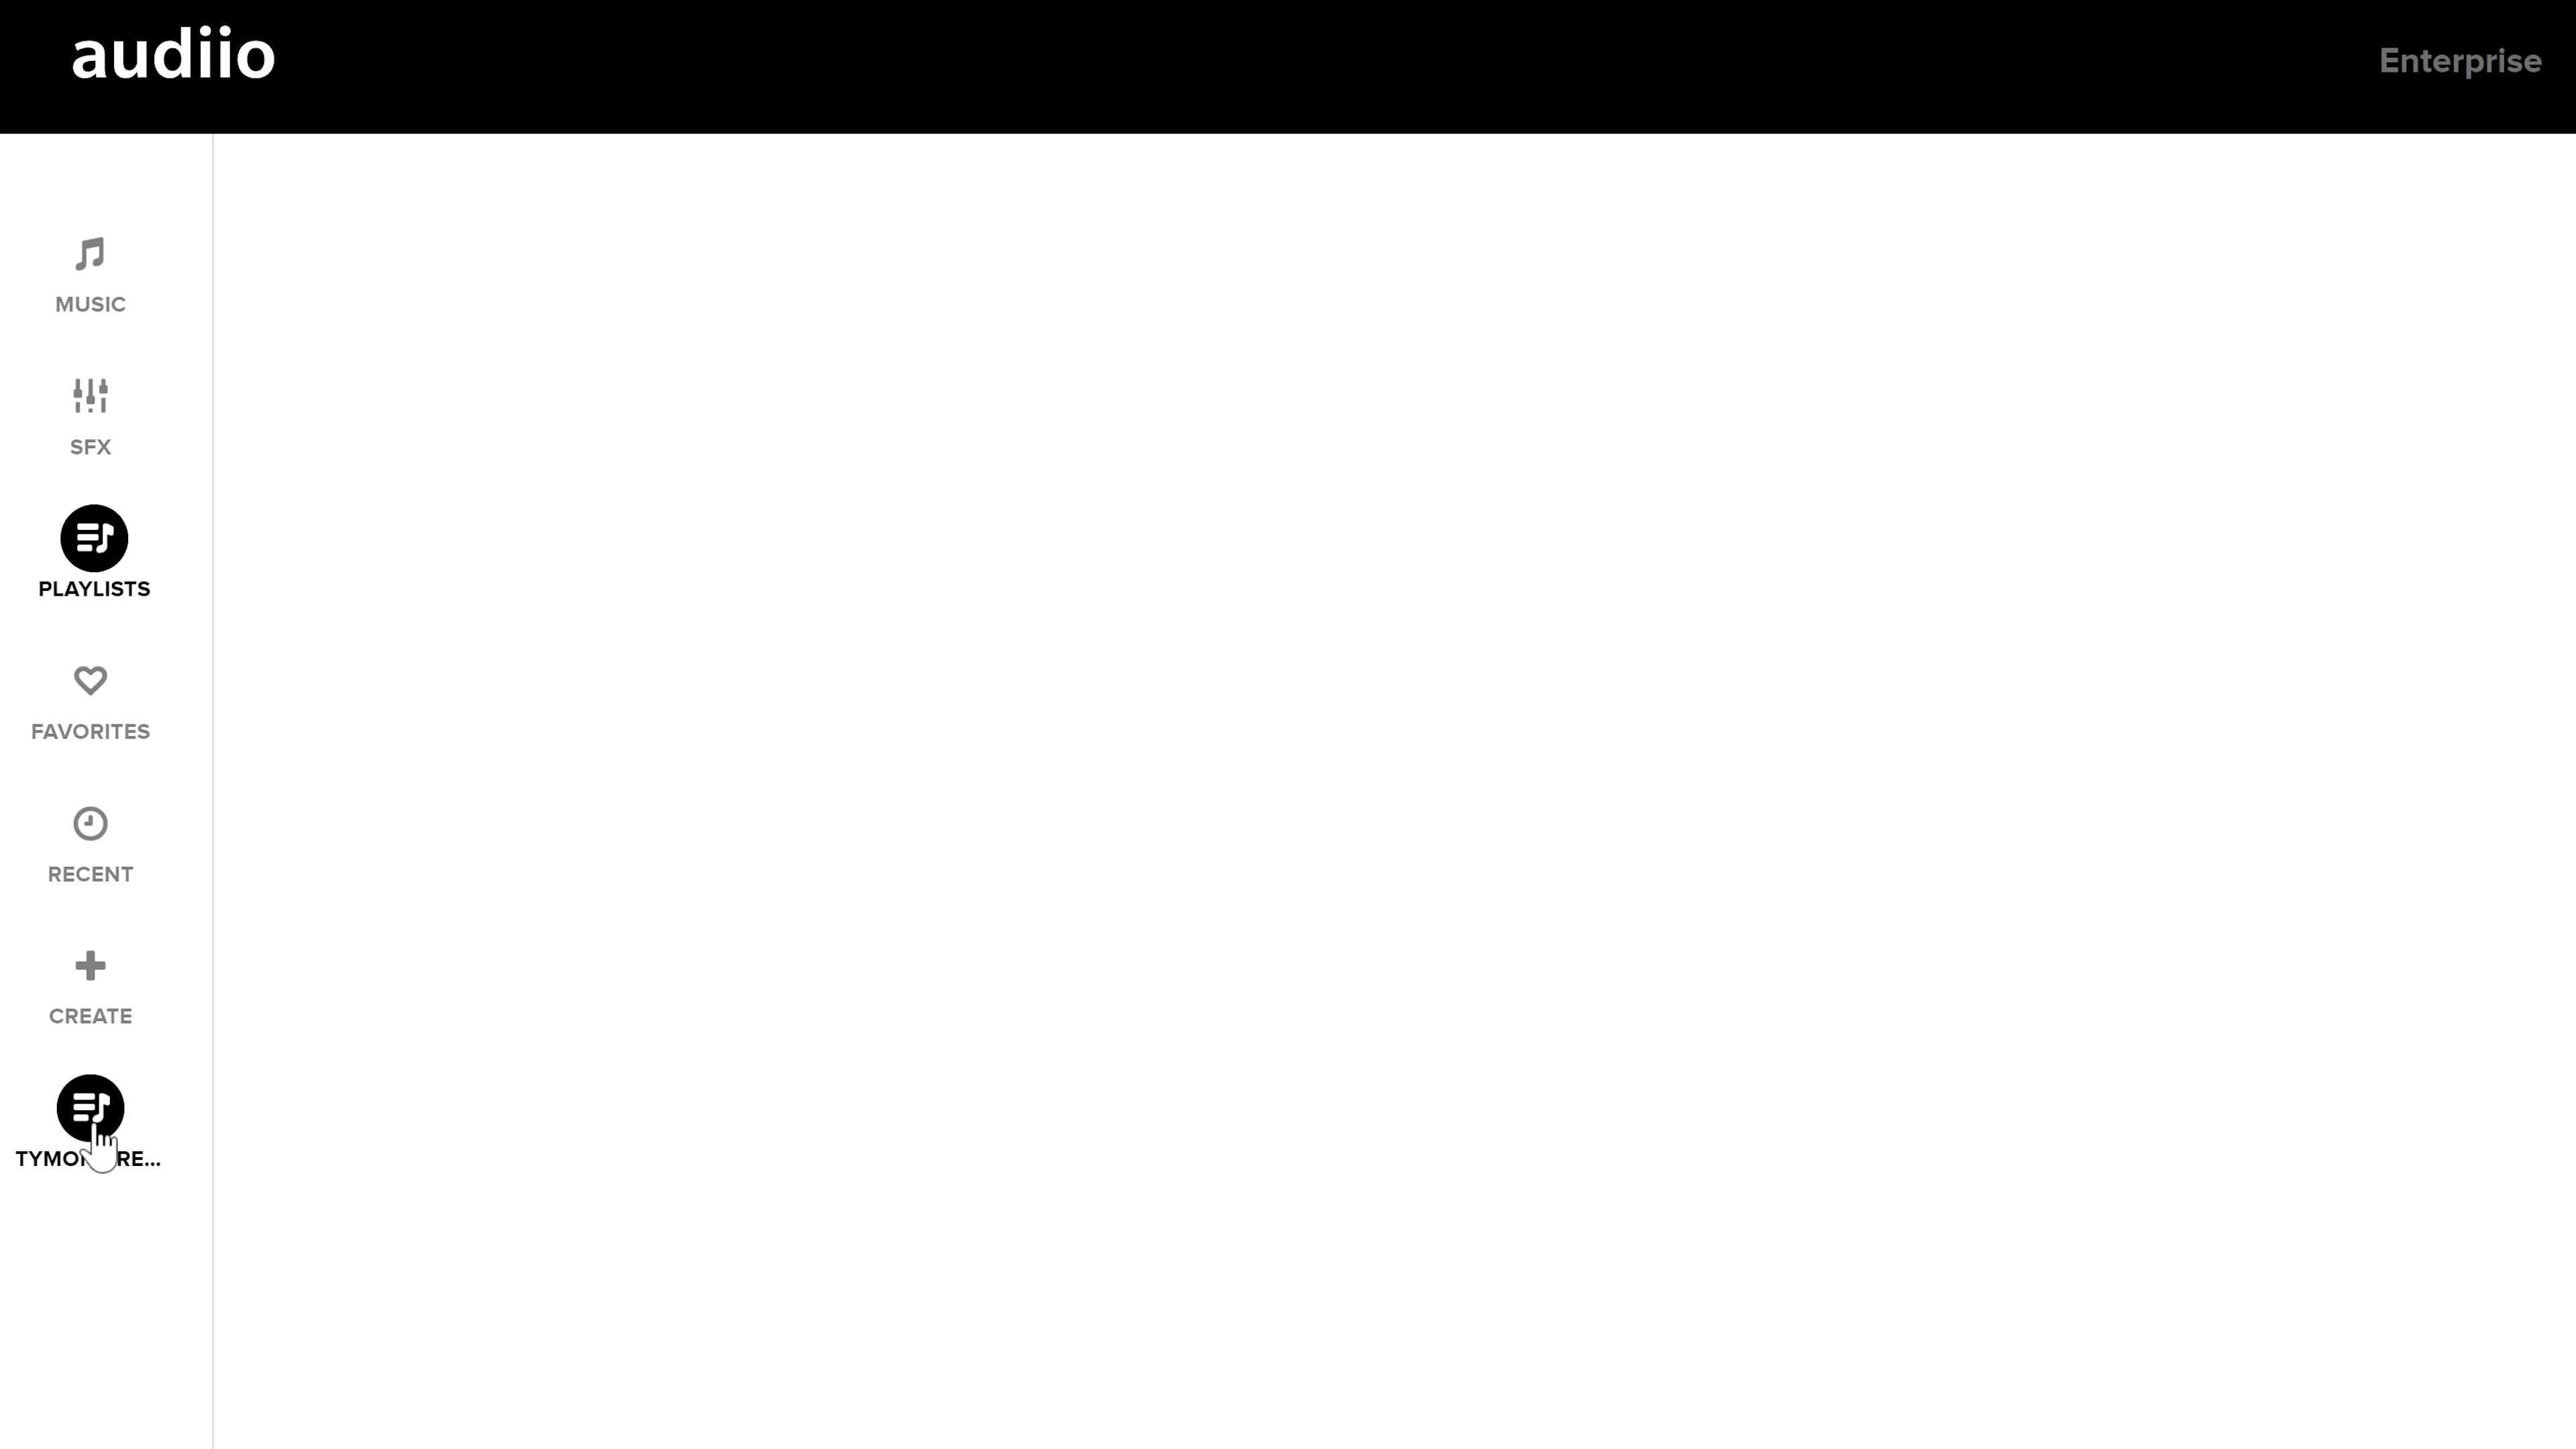 audiio
Enterprise
MUSIC
SFX
PLAYLISTS
FAVORITES
RECENT
CREATE